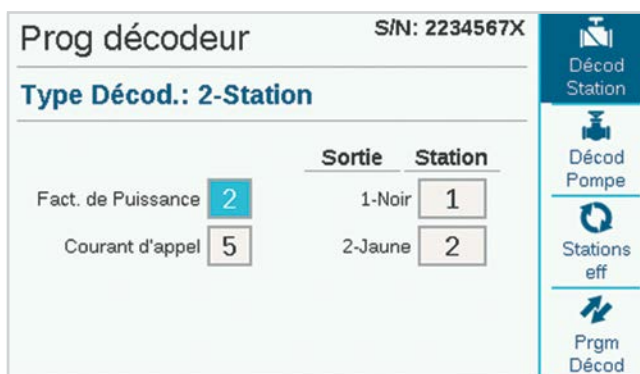 Prog décodeur
S/N: 2234567X
Type Décod.: 2-Station
Sortie Station
Fact. de Puissance 2 1-Noir 1
Courant d'appel 5 2-Jaune 2
Décod
Station
Décod
Pompe
Stations
eff
Prgm
Décod